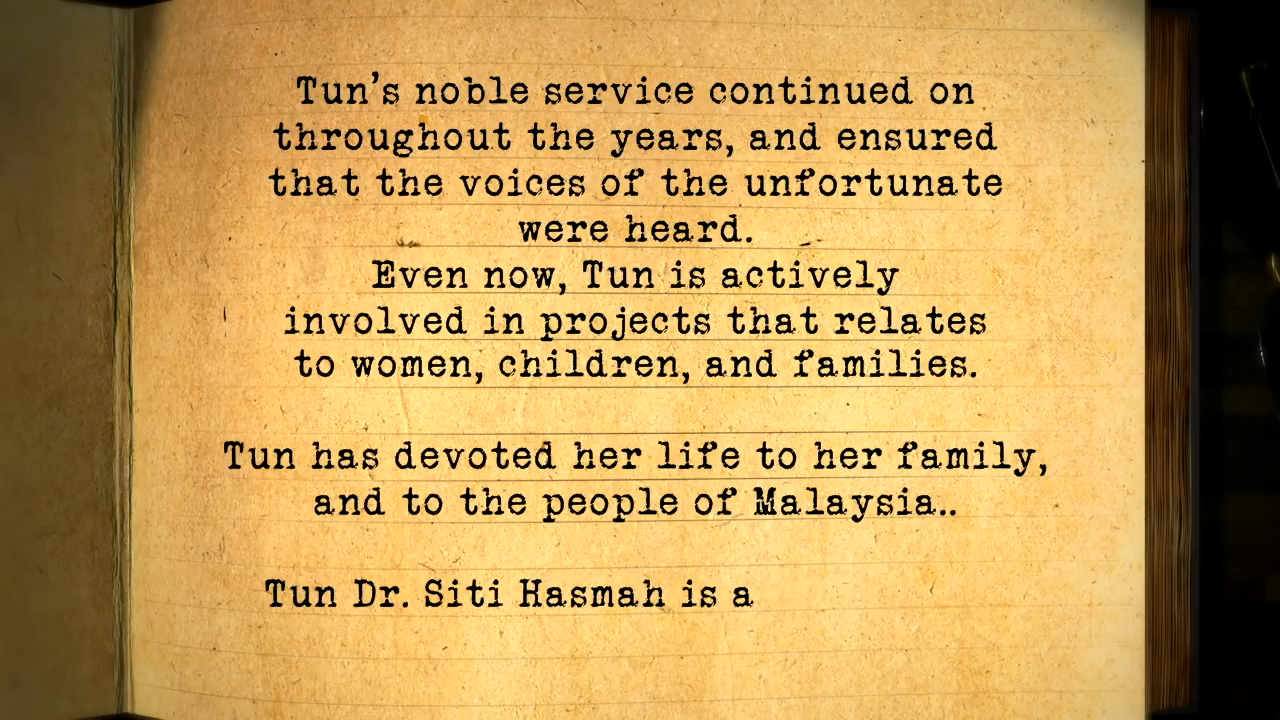 Tun's noble service continued on
throughout the years, and ensured
that the voices of the unfortunate
were heard.
Even now, Tun is actively
involved in projects that relates
to women, children, and families.
Tun has devoted her life to her family,
and to the people of Malaysia..
Tun Dr. Siti Hasmah is a